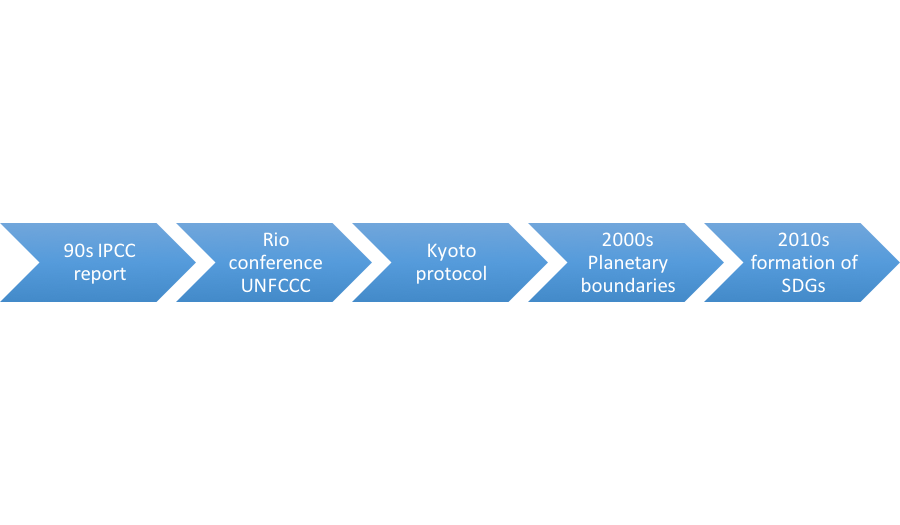 90s IPCC
report
Rio
conference
UNFCCC
Kyoto
protocol
2000s
Planetary
boundaries
2010s
formation of
SDGs